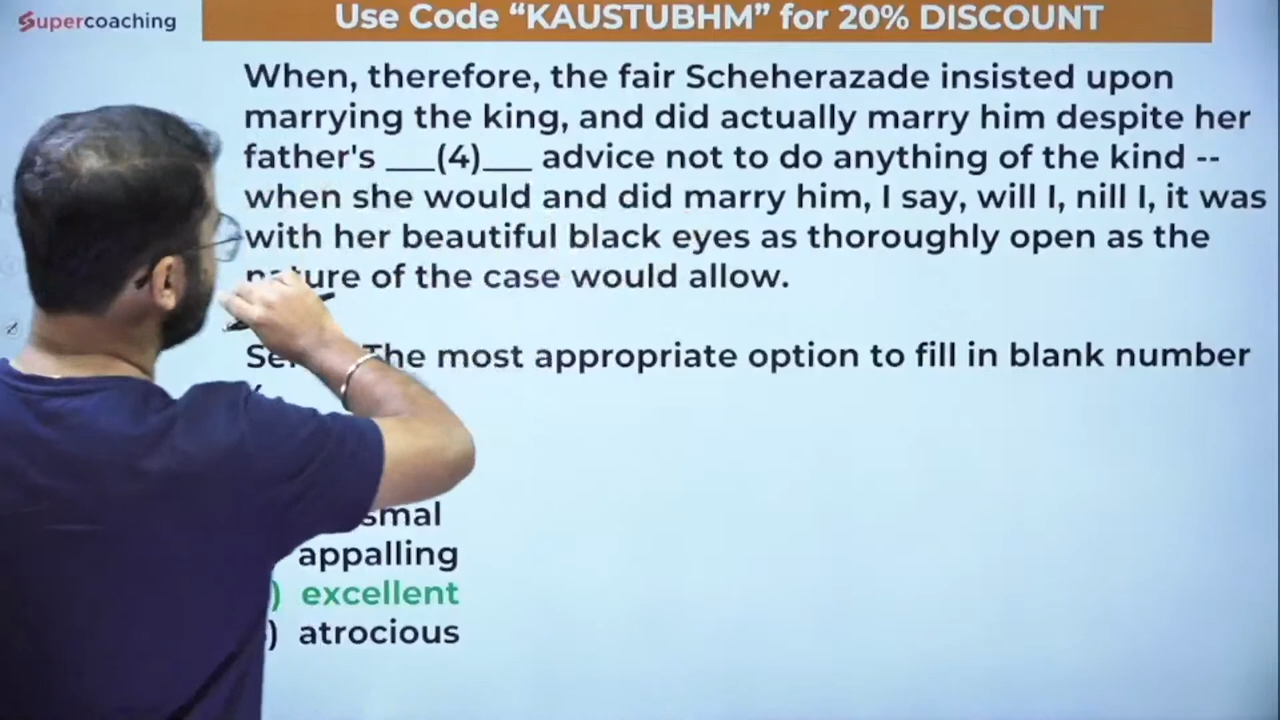 Supercoaching
Use Code “KAUSTUBHM” for 20% DISCOUNT
When, therefore, the fair Scheherazade insisted upon
marrying the king, and did actually marry him despite her
father's ___(4)___ advice not to do anything of the kind --
when she would and did marry him, I say, will I, nill I, it was
with her beautiful black eyes as thoroughly open as the
of the case would allow.
The most appropriate option to fill in blank number
appalling
) excellent
) atrocious